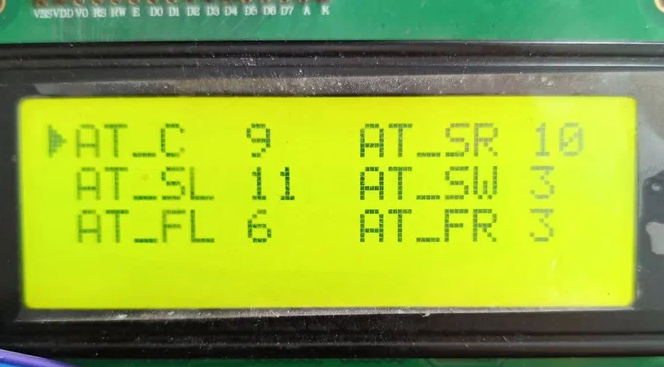 VSS VDD V0 RS RW E D0 D1 D2 D3 D4 D5 D6 D7 A K
▶AT_C 9 AT_SR 10
AT_SL 11 AT_SW 3
AT_FL 6 AT_FR 3